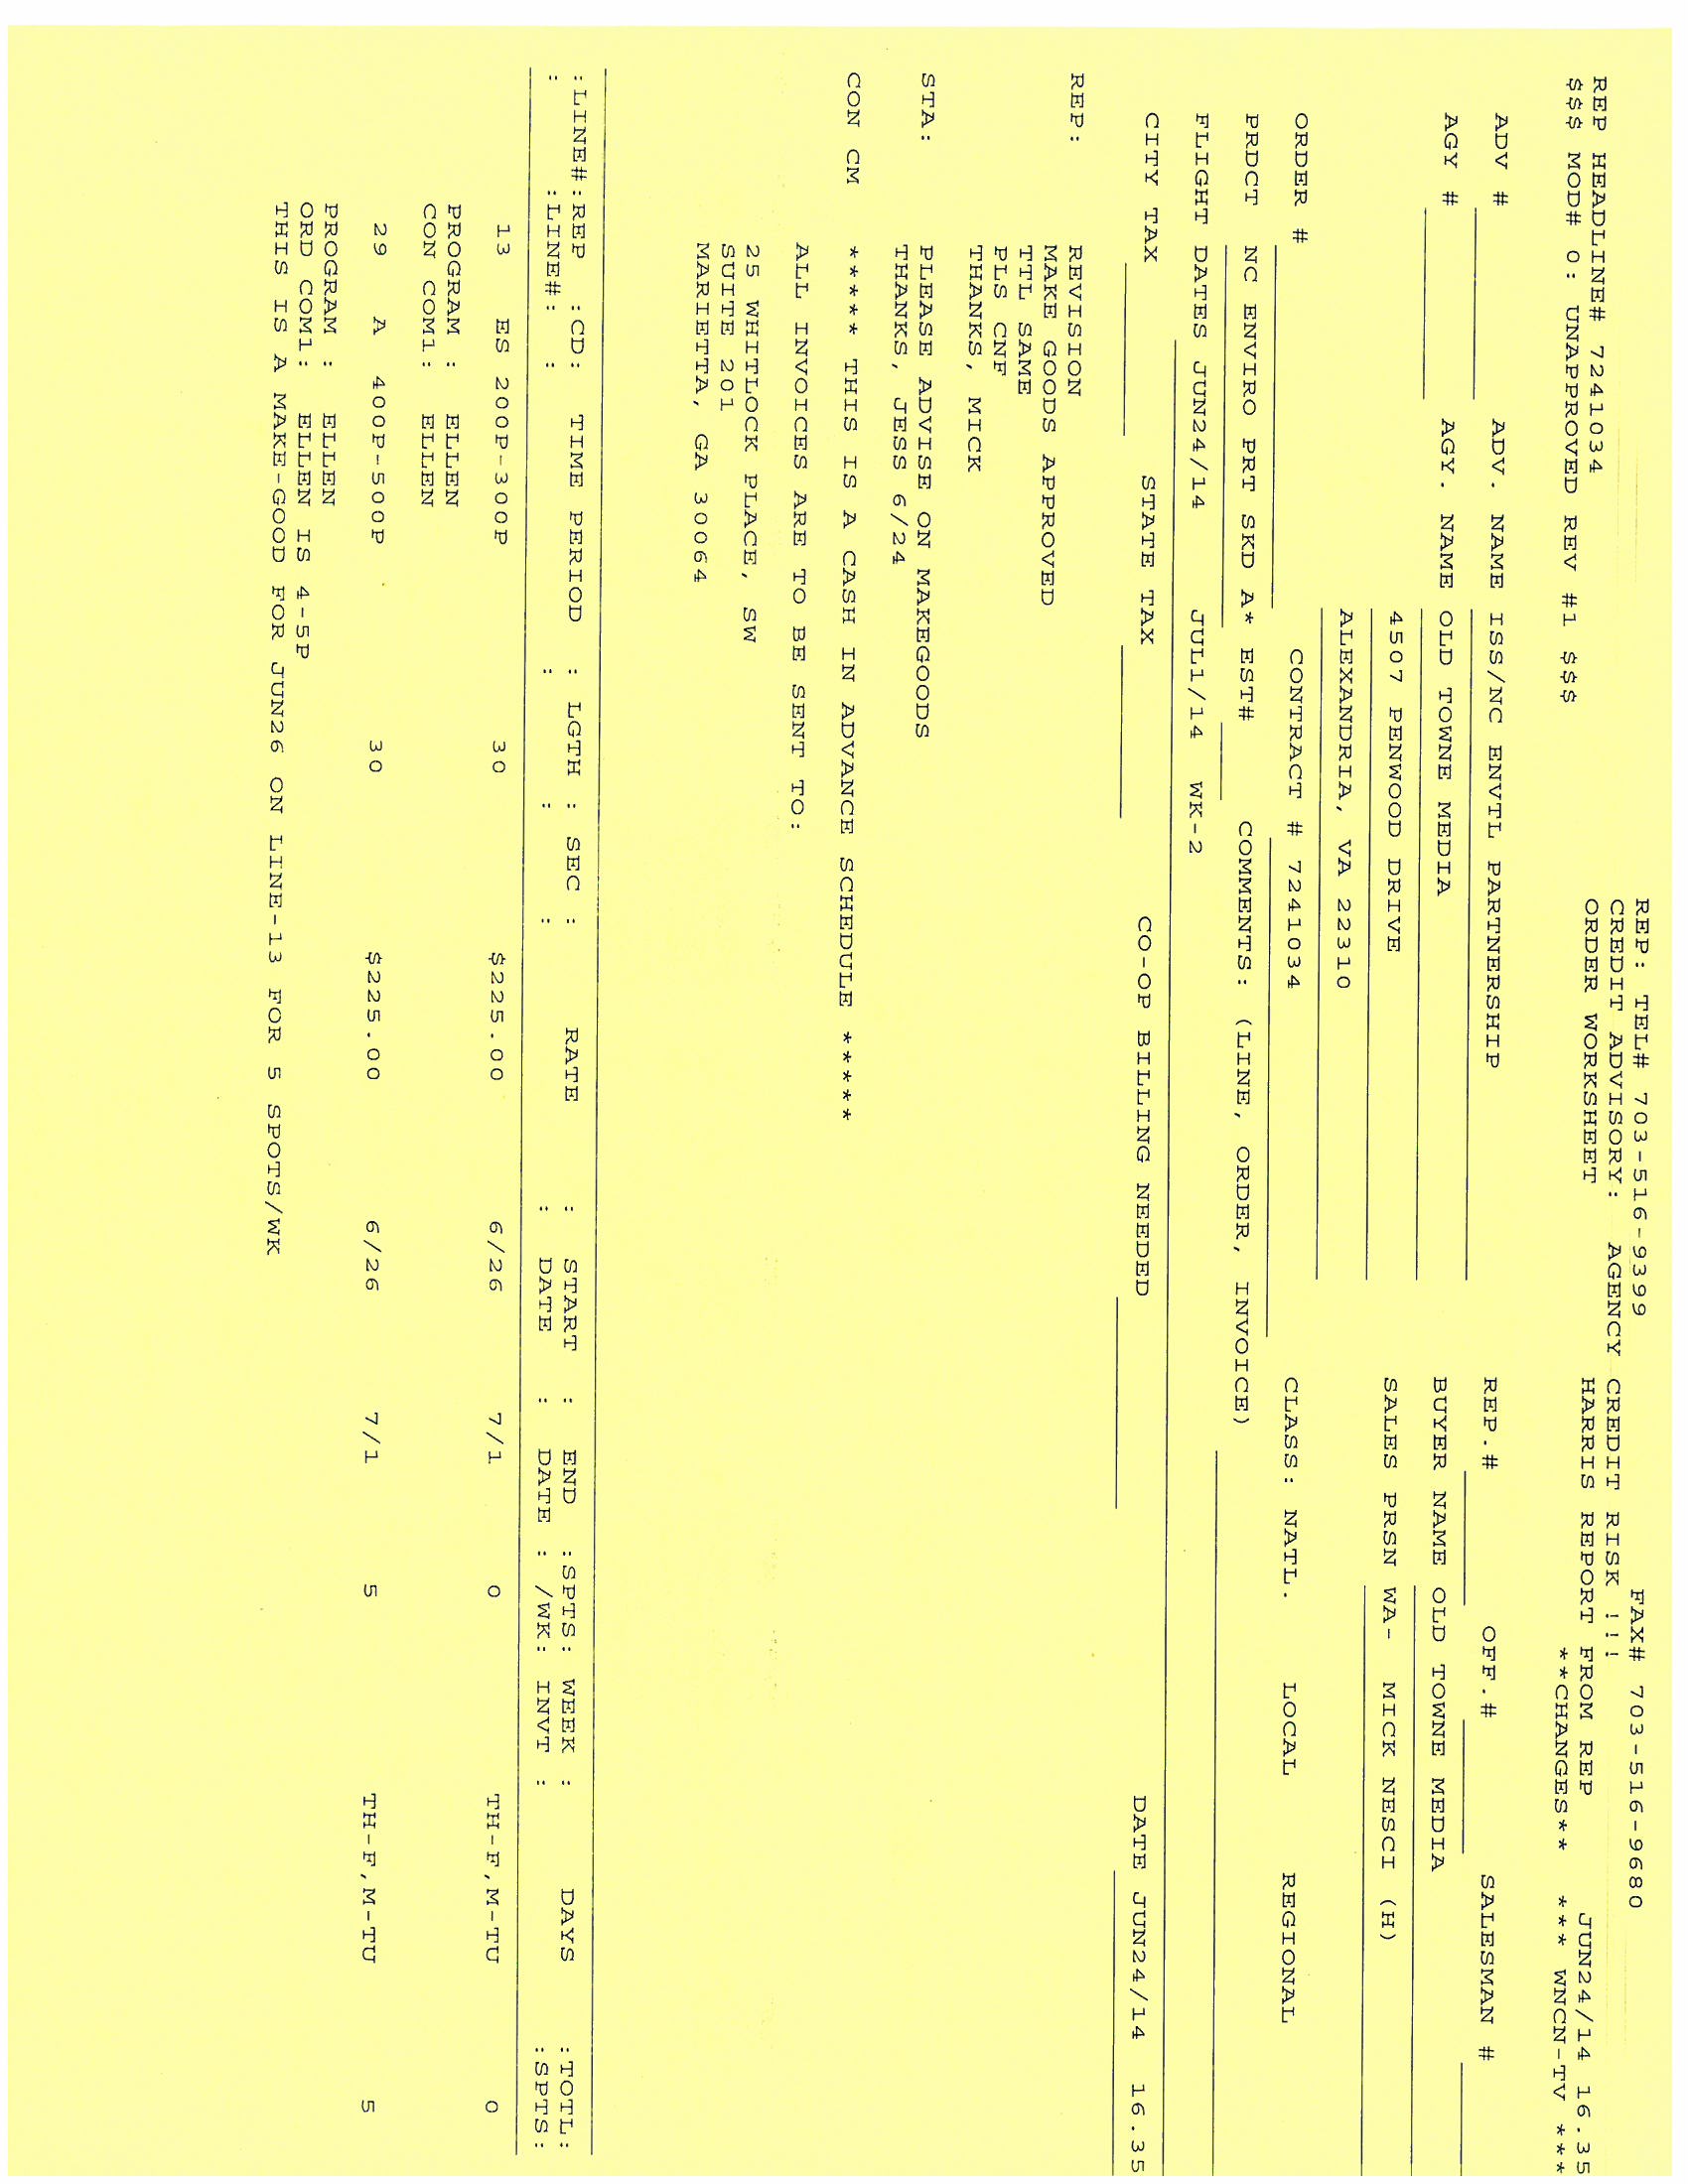 REP: TEL# 703-516-9399 FAX# 703-516-9680
CREDIT ADVISORY: AGENCY CREDIT RISK !!!
REP HEADLINE# 7241034 ORDER WORKSHEET HARRIS REPORT FROM REP JUN24/14 16.35
$$$ MOD# 0: UNAPPROVED REV #1 $$$ **CHANGES** *** WNCN-TV ***
ADV # ADV. NAME ISS/NC ENVTL PARTNERSHIP REP.# OFF.# SALESMAN #
AGY # AGY. NAME OLD TOWNE MEDIA BUYER NAME OLD TOWNE MEDIA
4507 PENWOOD DRIVE SALES PRSN WA- MICK NESCI (H)
ALEXANDRIA, VA 22310
ORDER # CONTRACT # 7241034 CLASS: NATL. LOCAL REGIONAL
PRDCT NC ENVIRO PRT SKD A* EST# COMMENTS: (LINE, ORDER, INVOICE)
FLIGHT DATES JUN24/14 JUL1/14 WK-2
CITY TAX STATE TAX CO-OP BILLING NEEDED DATE JUN24/14 16.35
REP: REVISION
MAKE GOODS APPROVED
TTL SAME
PLS CNF
THANKS, MICK
STA: PLEASE ADVISE ON MAKEGOODS
THANKS, JESS 6/24
CON CM ***** THIS IS A CASH IN ADVANCE SCHEDULE *****
ALL INVOICES ARE TO BE SENT TO:
25 WHITLOCK PLACE, SW
SUITE 201
MARIETTA, GA 30064
:LINE#:REP :CD: TIME PERIOD : LGTH : SEC : RATE : START : END :SPTS: WEEK : DAYS :TOTL:
: :LINE#: : : : : : DATE : DATE : /WK: INVT : :SPTS:
13 ES 200P-300P 30 $225.00 6/26 7/1 0 TH-F,M-TU 0
PROGRAM : ELLEN
CON COM1: ELLEN
29 A 400P-500P 30 $225.00 6/26 7/1 5 TH-F,M-TU 5
PROGRAM : ELLEN
ORD COM1: ELLEN IS 4-5P
THIS IS A MAKE-GOOD FOR JUN26 ON LINE-13 FOR 5 SPOTS/WK